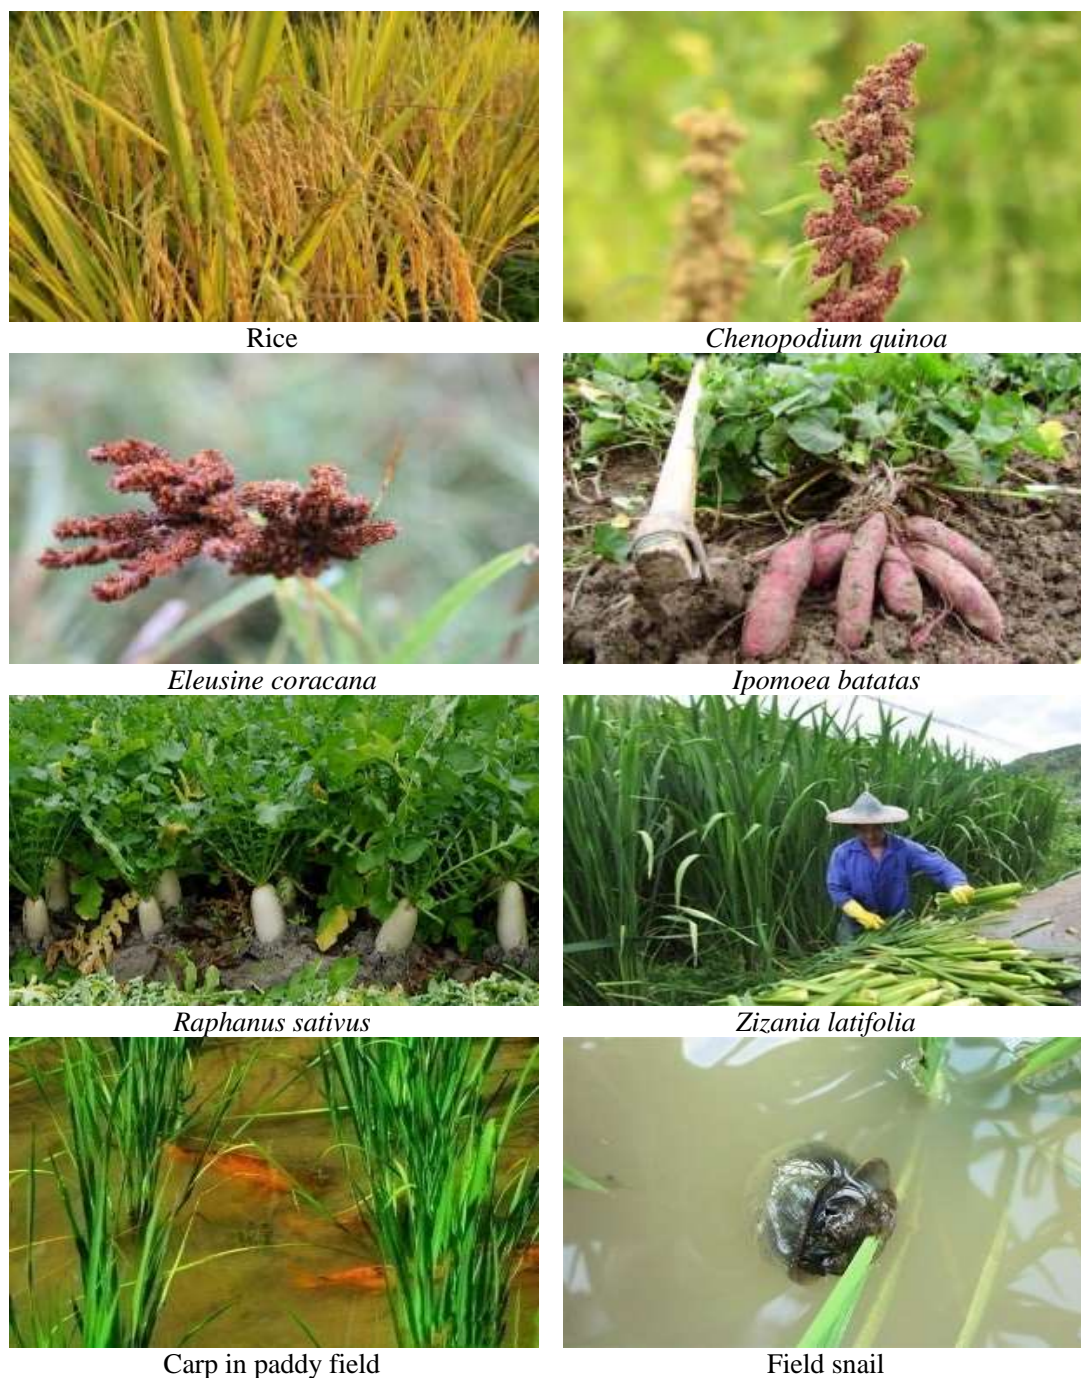 Rice
Chenopodium quinoa
Eleusine coracana
Ipomoea batatas
Raphanus sativus
Zizania latifolia
Carp in paddy field
Field snail